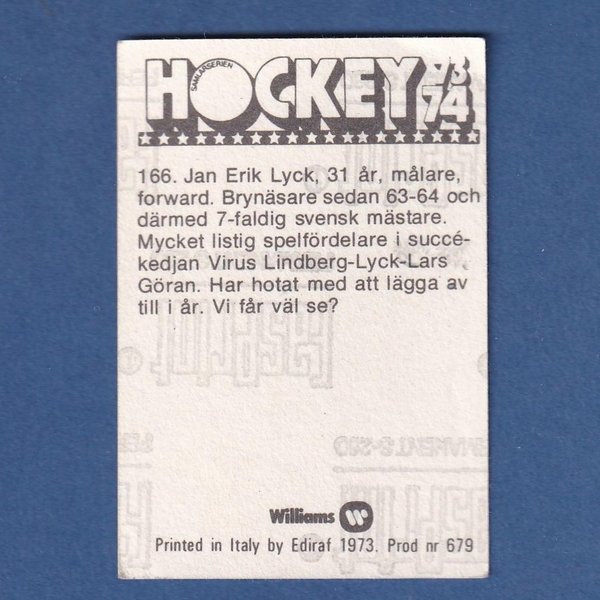 HOCKEY 73
SAMLARSERIEN 74
166. Jan Erik Lyck, 31 år, målare,
forward. Brynäsare sedan 63-64 och
därmed 7-faldig svensk mästare.
Mycket listig spelfördelare i succé-
kedjan Virus Lindberg-Lyck-Lars
Göran. Har hotat med att lägga av
till i år. Vi får väl se?
Williams
Printed in Italy by Ediraf 1973. Prod nr 679